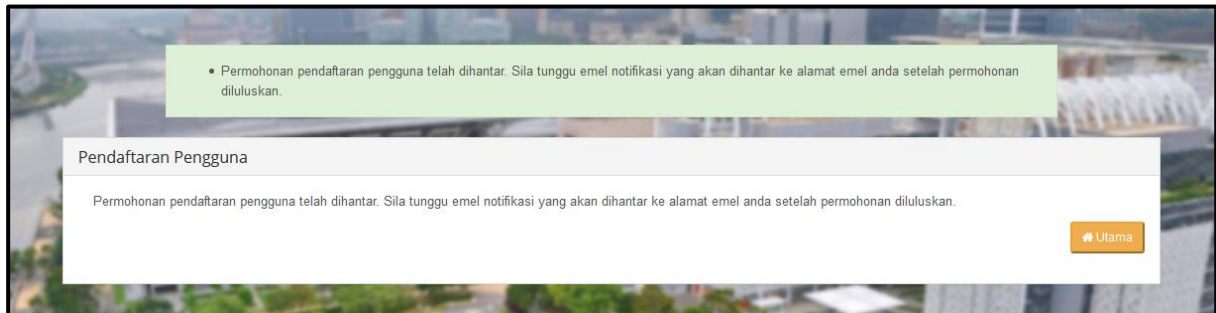 • Permohonan pendaftaran pengguna telah dihantar. Sila tunggu emel notifikasi yang akan dihantar ke alamat emel anda setelah permohonan
diluluskan.
Pendaftaran Pengguna
Permohonan pendaftaran pengguna telah dihantar. Sila tunggu emel notifikasi yang akan dihantar ke alamat emel anda setelah permohonan diluluskan.
Utama